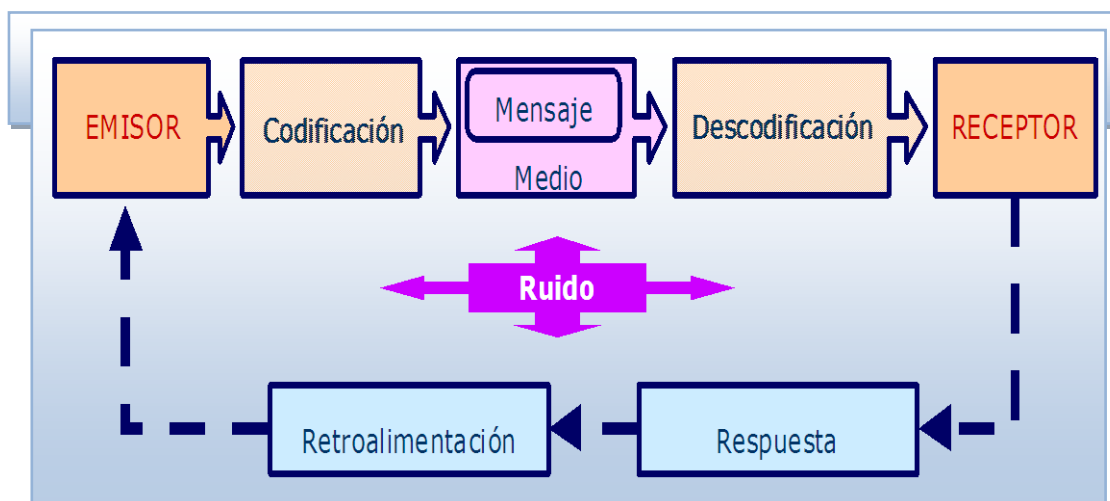 EMISOR
Codificación
Mensaje
Medio
Descodificación
RECEPTOR
Ruido
Retroalimentación
Respuesta